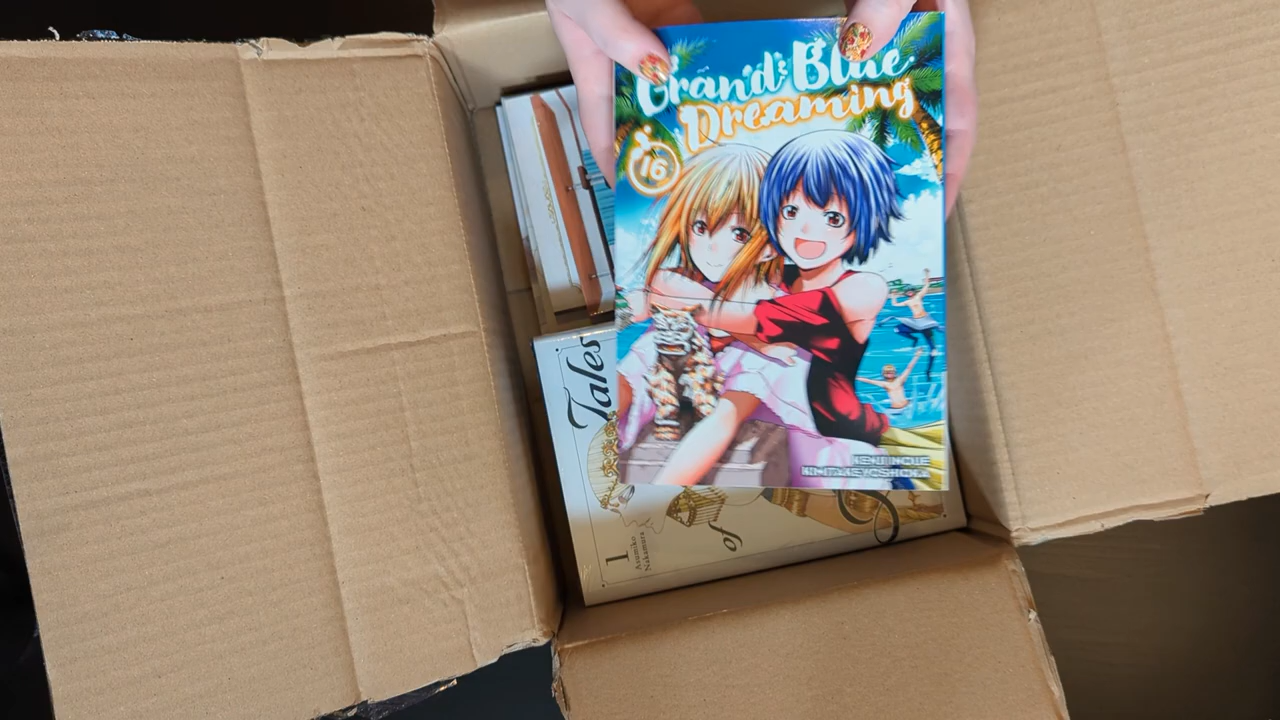 Grand Blue
Dreaming
16
KENJI INOUE
KIMITAKE YOSHIOKA
Tales
of
1
Asumiko
Nakamura